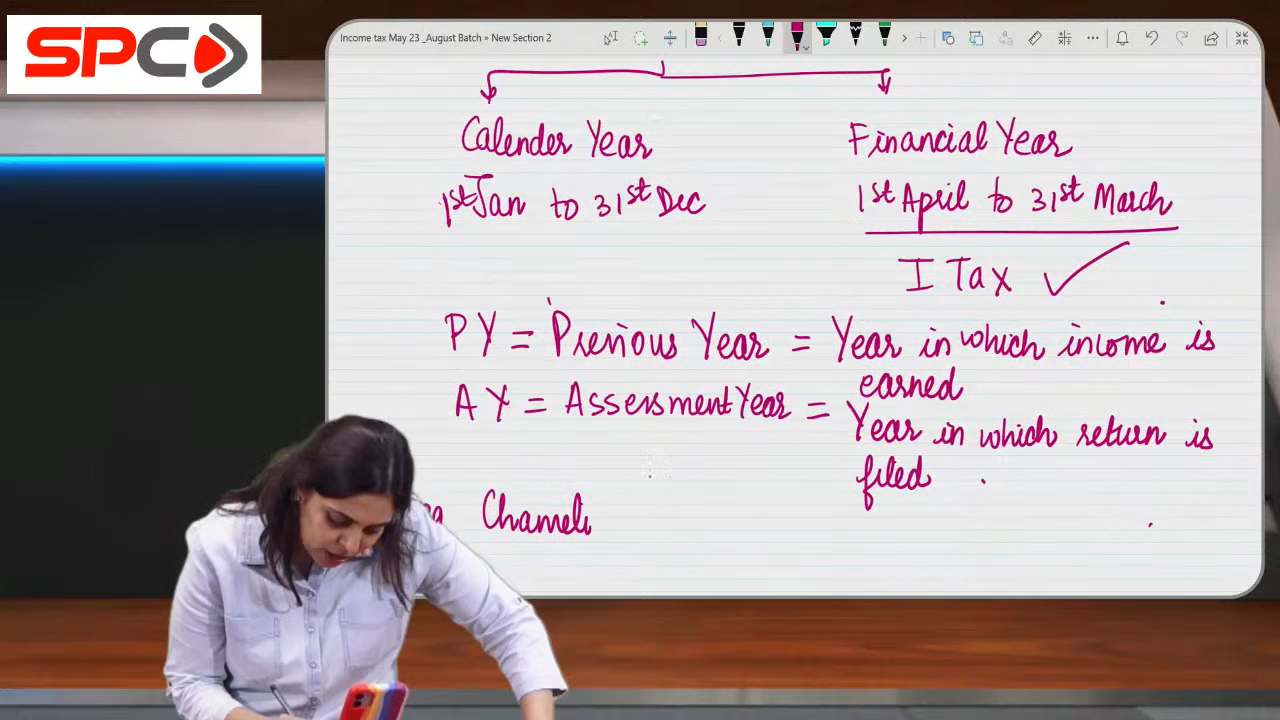 SPC
Income tax May 23 _August Batch » New Section 2
Calender Year
Financial Year
1st Jan to 31st Dec
1st April to 31st March
I Tax
PY = Previous Year = Year in which income is
earned
AY = Assessment Year =
Year in which return is
filed
Chameli